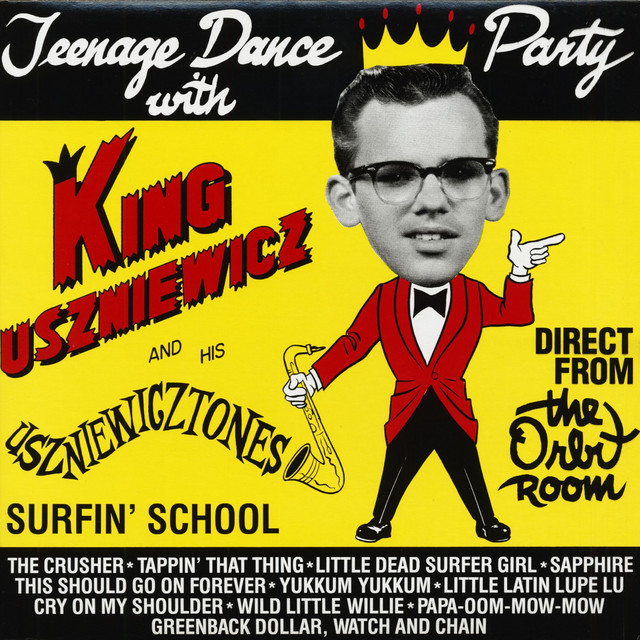 Teenage Dance Party
with
KING
USZNIEWICZ
AND HIS
USZNIEWICZTONES
SURFIN' SCHOOL
DIRECT
FROM
the
Orbit
ROOM
THE CRUSHER * TAPPIN' THAT THING * LITTLE DEAD SURFER GIRL * SAPPHIRE
THIS SHOULD GO ON FOREVER * YUKKUM YUKKUM * LITTLE LATIN LUPE LU
CRY ON MY SHOULDER * WILD LITTLE WILLIE * PAPA-OOM-MOW-MOW
GREENBACK DOLLAR, WATCH AND CHAIN